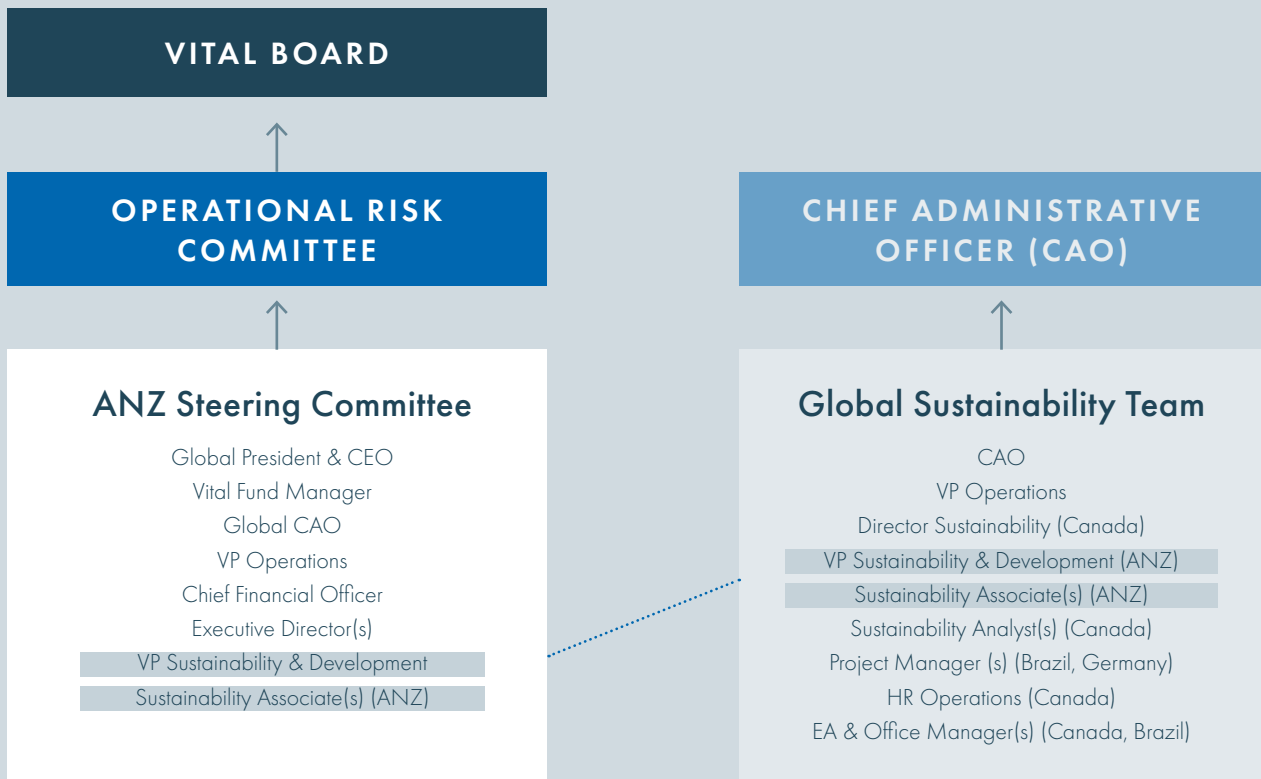 VITAL BOARD
OPERATIONAL RISK
COMMITTEE
ANZ Steering Committee
Global President & CEO
Vital Fund Manager
Global CAO
VP Operations
Chief Financial Officer
Executive Director(s)
VP Sustainability & Development
Sustainability Associate(s) (ANZ)
CHIEF ADMINISTRATIVE
OFFICER (CAO)
Global Sustainability Team
CAO
VP Operations
Director Sustainability (Canada)
VP Sustainability & Development (ANZ)
Sustainability Associate(s) (ANZ)
Sustainability Analyst(s) (Canada)
Project Manager (s) (Brazil, Germany)
HR Operations (Canada)
EA & Office Manager(s) (Canada, Brazil)